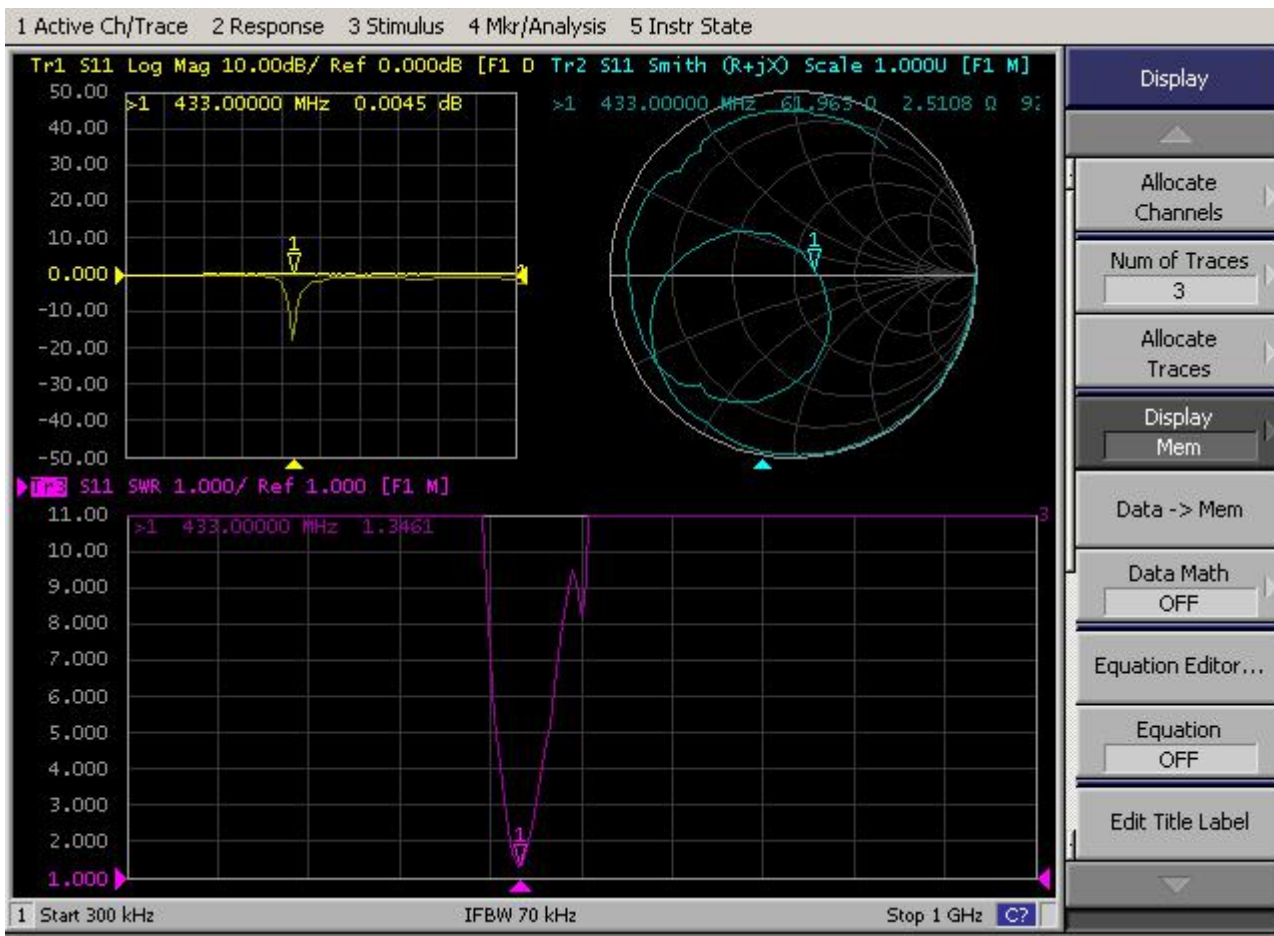 1 Active Ch/Trace 2 Response 3 Stimulus 4 Mkr/Analysis 5 Instr State
Tr1 S11 Log Mag 10.00dB/ Ref 0.000dB [F1 D
Tr2 S11 Smith (R+jX) Scale 1.000U [F1 M]
50.00
>1 433.00000 MHz 0.0045 dB
>1 433.00000 MHz 61.963 Ω 2.5108 Ω
40.00
30.00
20.00
10.00
0.000
-10.00
-20.00
-30.00
-40.00
-50.00
1
1
Tr3 S11 SWR 1.000/ Ref 1.000 [F1 M]
11.00
>1 433.00000 MHz 1.3461
3
10.00
9.000
8.000
7.000
6.000
5.000
4.000
3.000
2.000
1.000
1
1 Start 300 kHz IFBW 70 kHz Stop 1 GHz C?
Display
Allocate
Channels
Num of Traces
3
Allocate
Traces
Display
Mem
Data -> Mem
Data Math
OFF
Equation Editor...
Equation
OFF
Edit Title Label